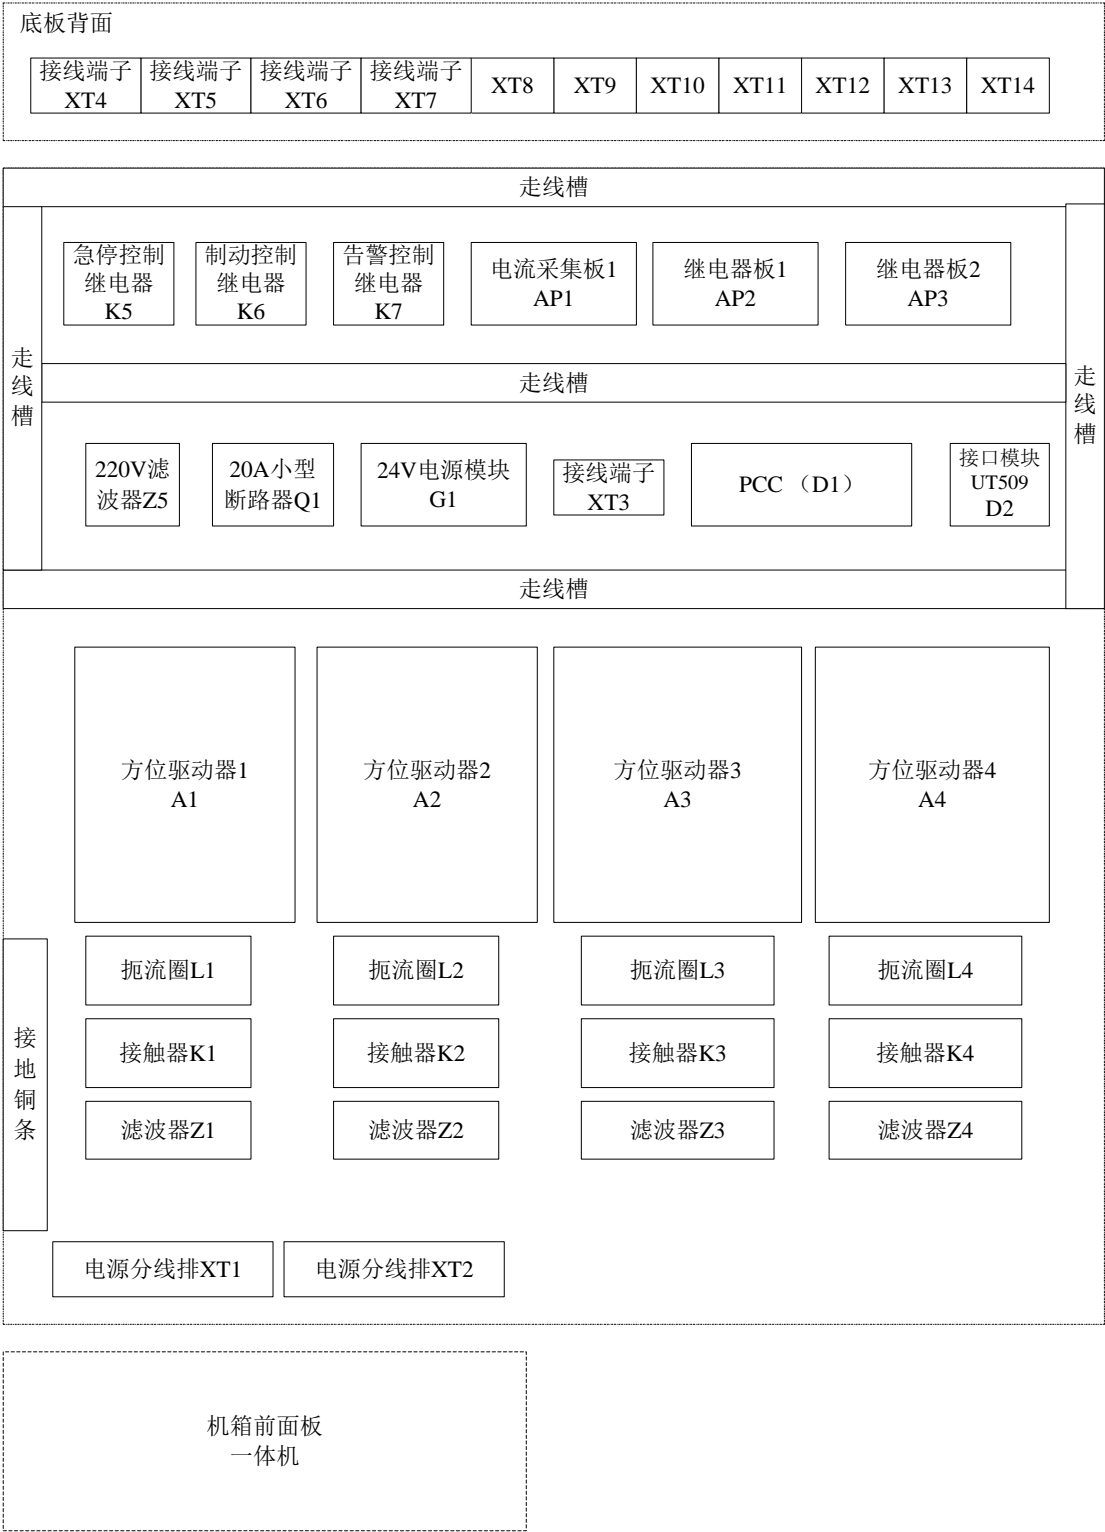 底板背面
接线端子
XT4
接线端子
XT5
接线端子
XT6
接线端子
XT7
XT8
XT9
XT10
XT11
XT12
XT13
XT14
走线槽
走线槽
急停控制
继电器
K5
制动控制
继电器
K6
告警控制
继电器
K7
电流采集板1
AP1
继电器板1
AP2
继电器板2
AP3
走线槽
走线槽
220V滤
波器Z5
20A小型
断路器Q1
24V电源模块
G1
接线端子
XT3
PCC （D1）
接口模块
UT509
D2
走线槽
方位驱动器1
A1
方位驱动器2
A2
方位驱动器3
A3
方位驱动器4
A4
接地铜条
扼流圈L1
扼流圈L2
扼流圈L3
扼流圈L4
接触器K1
接触器K2
接触器K3
接触器K4
滤波器Z1
滤波器Z2
滤波器Z3
滤波器Z4
电源分线排XT1
电源分线排XT2
机箱前面板
一体机